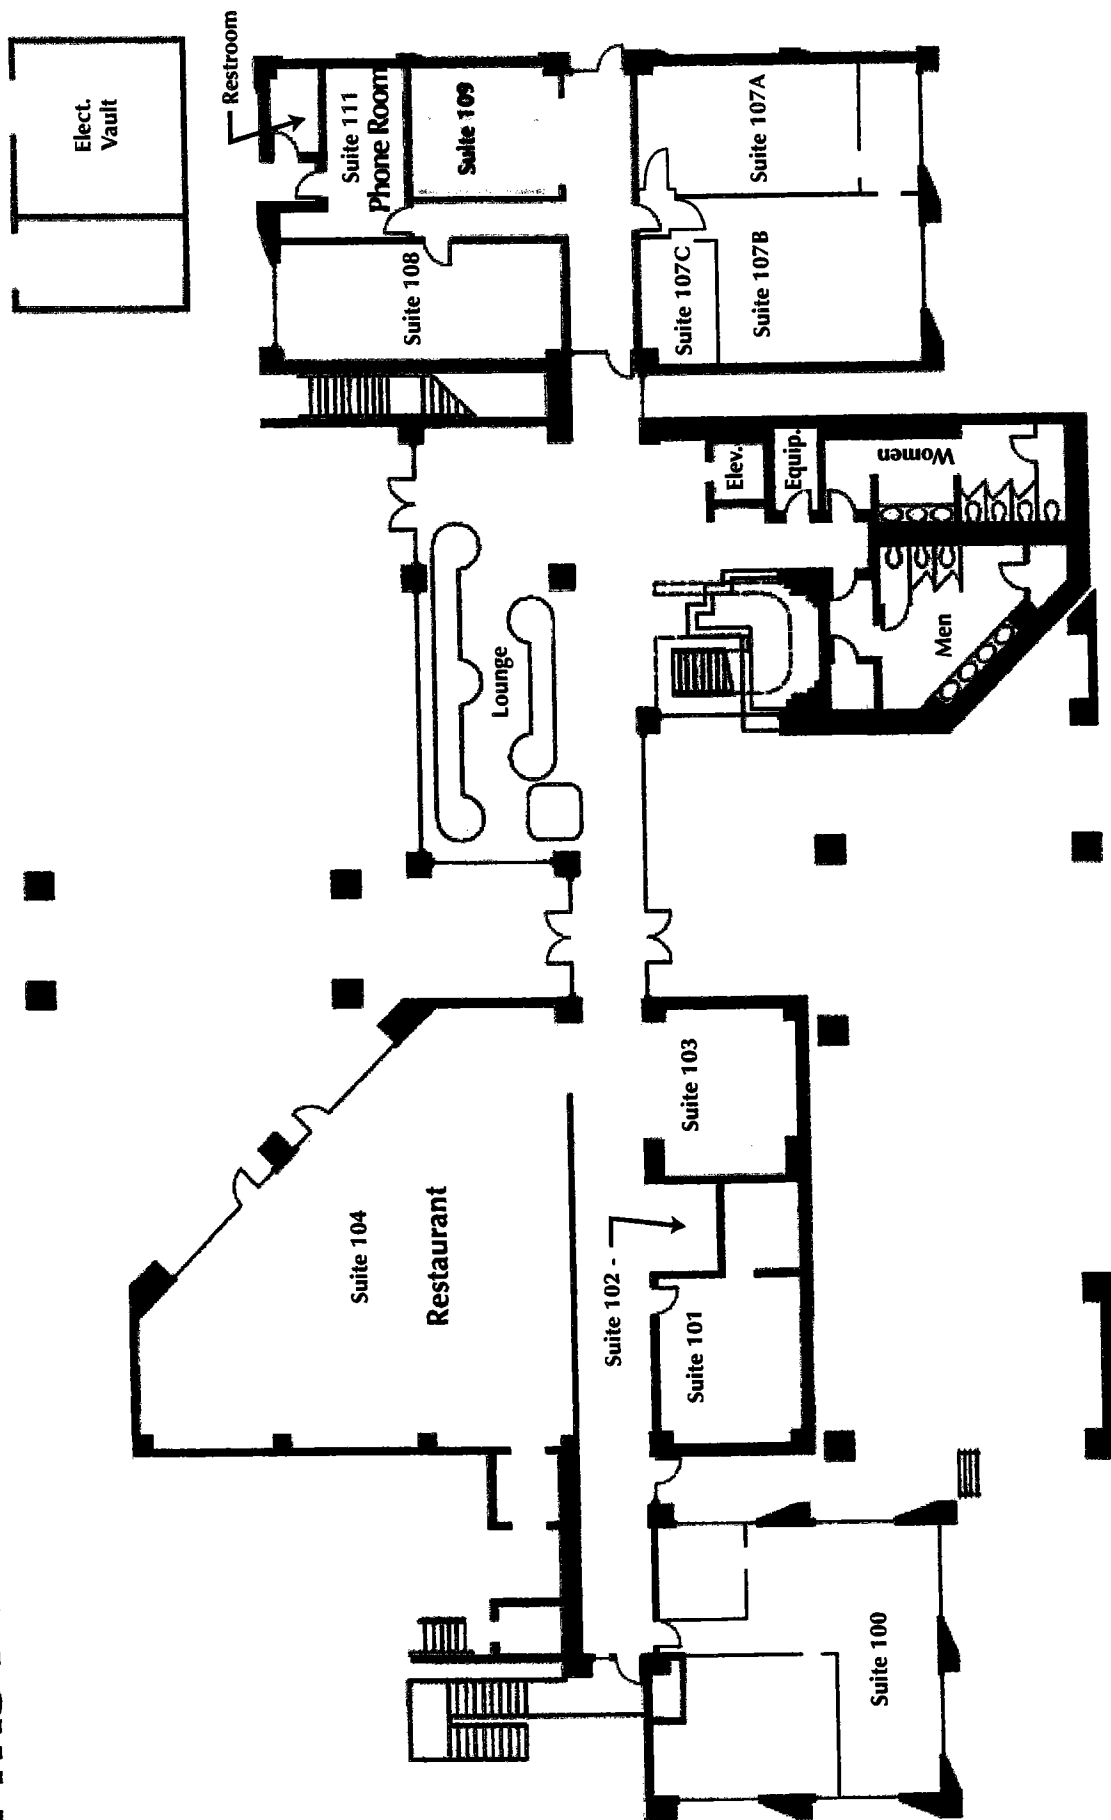 Elect.
Vault
Restroom
Suite 111
Phone Room
Suite 109
Suite 108
Suite 107A
Suite 107C
Suite 107B
Elev.
Equip.
Women
Men
Lounge
Suite 104
Restaurant
Suite 103
Suite 102 -
Suite 101
Suite 100